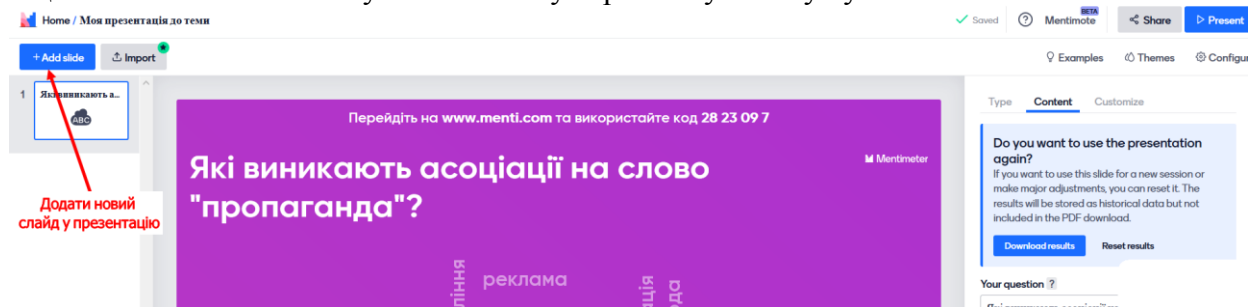 Home / Моя презентація до теми
Saved
?
Mentimote
BETA
Share
Present
+ Add slide
Import
Examples
Themes
1
ABC
Type
Content
Customize
Перейдіть на www.menti.com та використайте код 28 23 09 7
Mentimeter
Які виникають асоціації на слово
"пропаганда"?
реклама
Додати новий
слайд у презентацію
Do you want to use the presentation
again?
If you want to use this slide for a new session or
make major adjustments, you can reset it. The
results will be stored as historical data but not
included in the PDF download.
Download results
Reset results
Your question ?